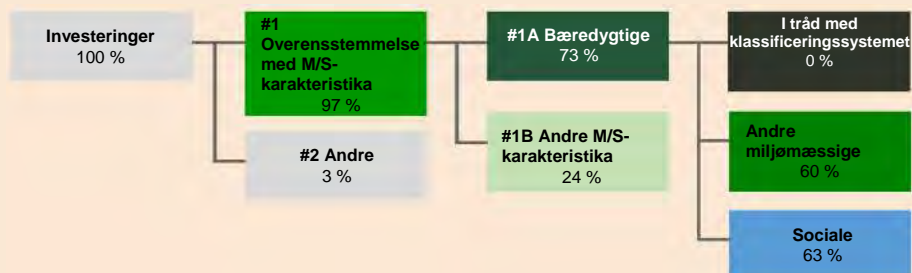 Investeringer
100 %
#1
Overensstemmelse
med M/S-
karakteristika
97 %
#2 Andre
3 %
#1A Bæredygtige
73 %
#1B Andre M/S-
karakteristika
24 %
I tråd med
klassificeringssystemet
0 %
Andre
miljømæssige
60 %
Sociale
63 %